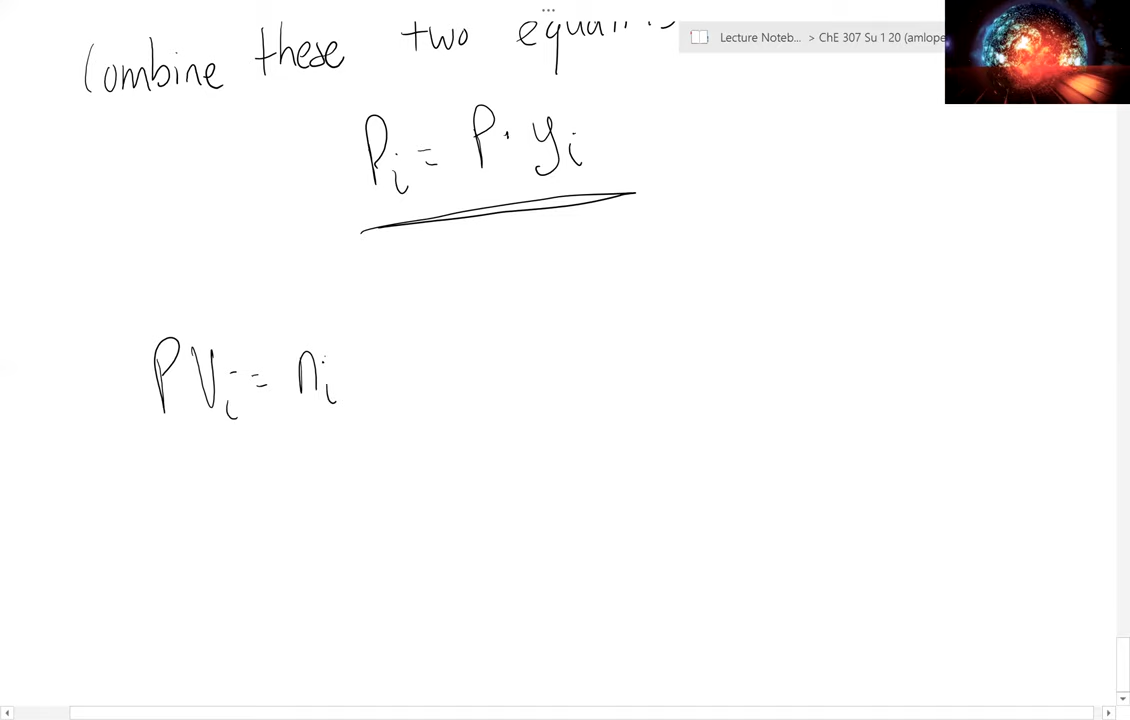 Combine these two
Lecture Noteb... > ChE 307 Su 1 20 (amlope
Pi = P · yi
PVi = ni